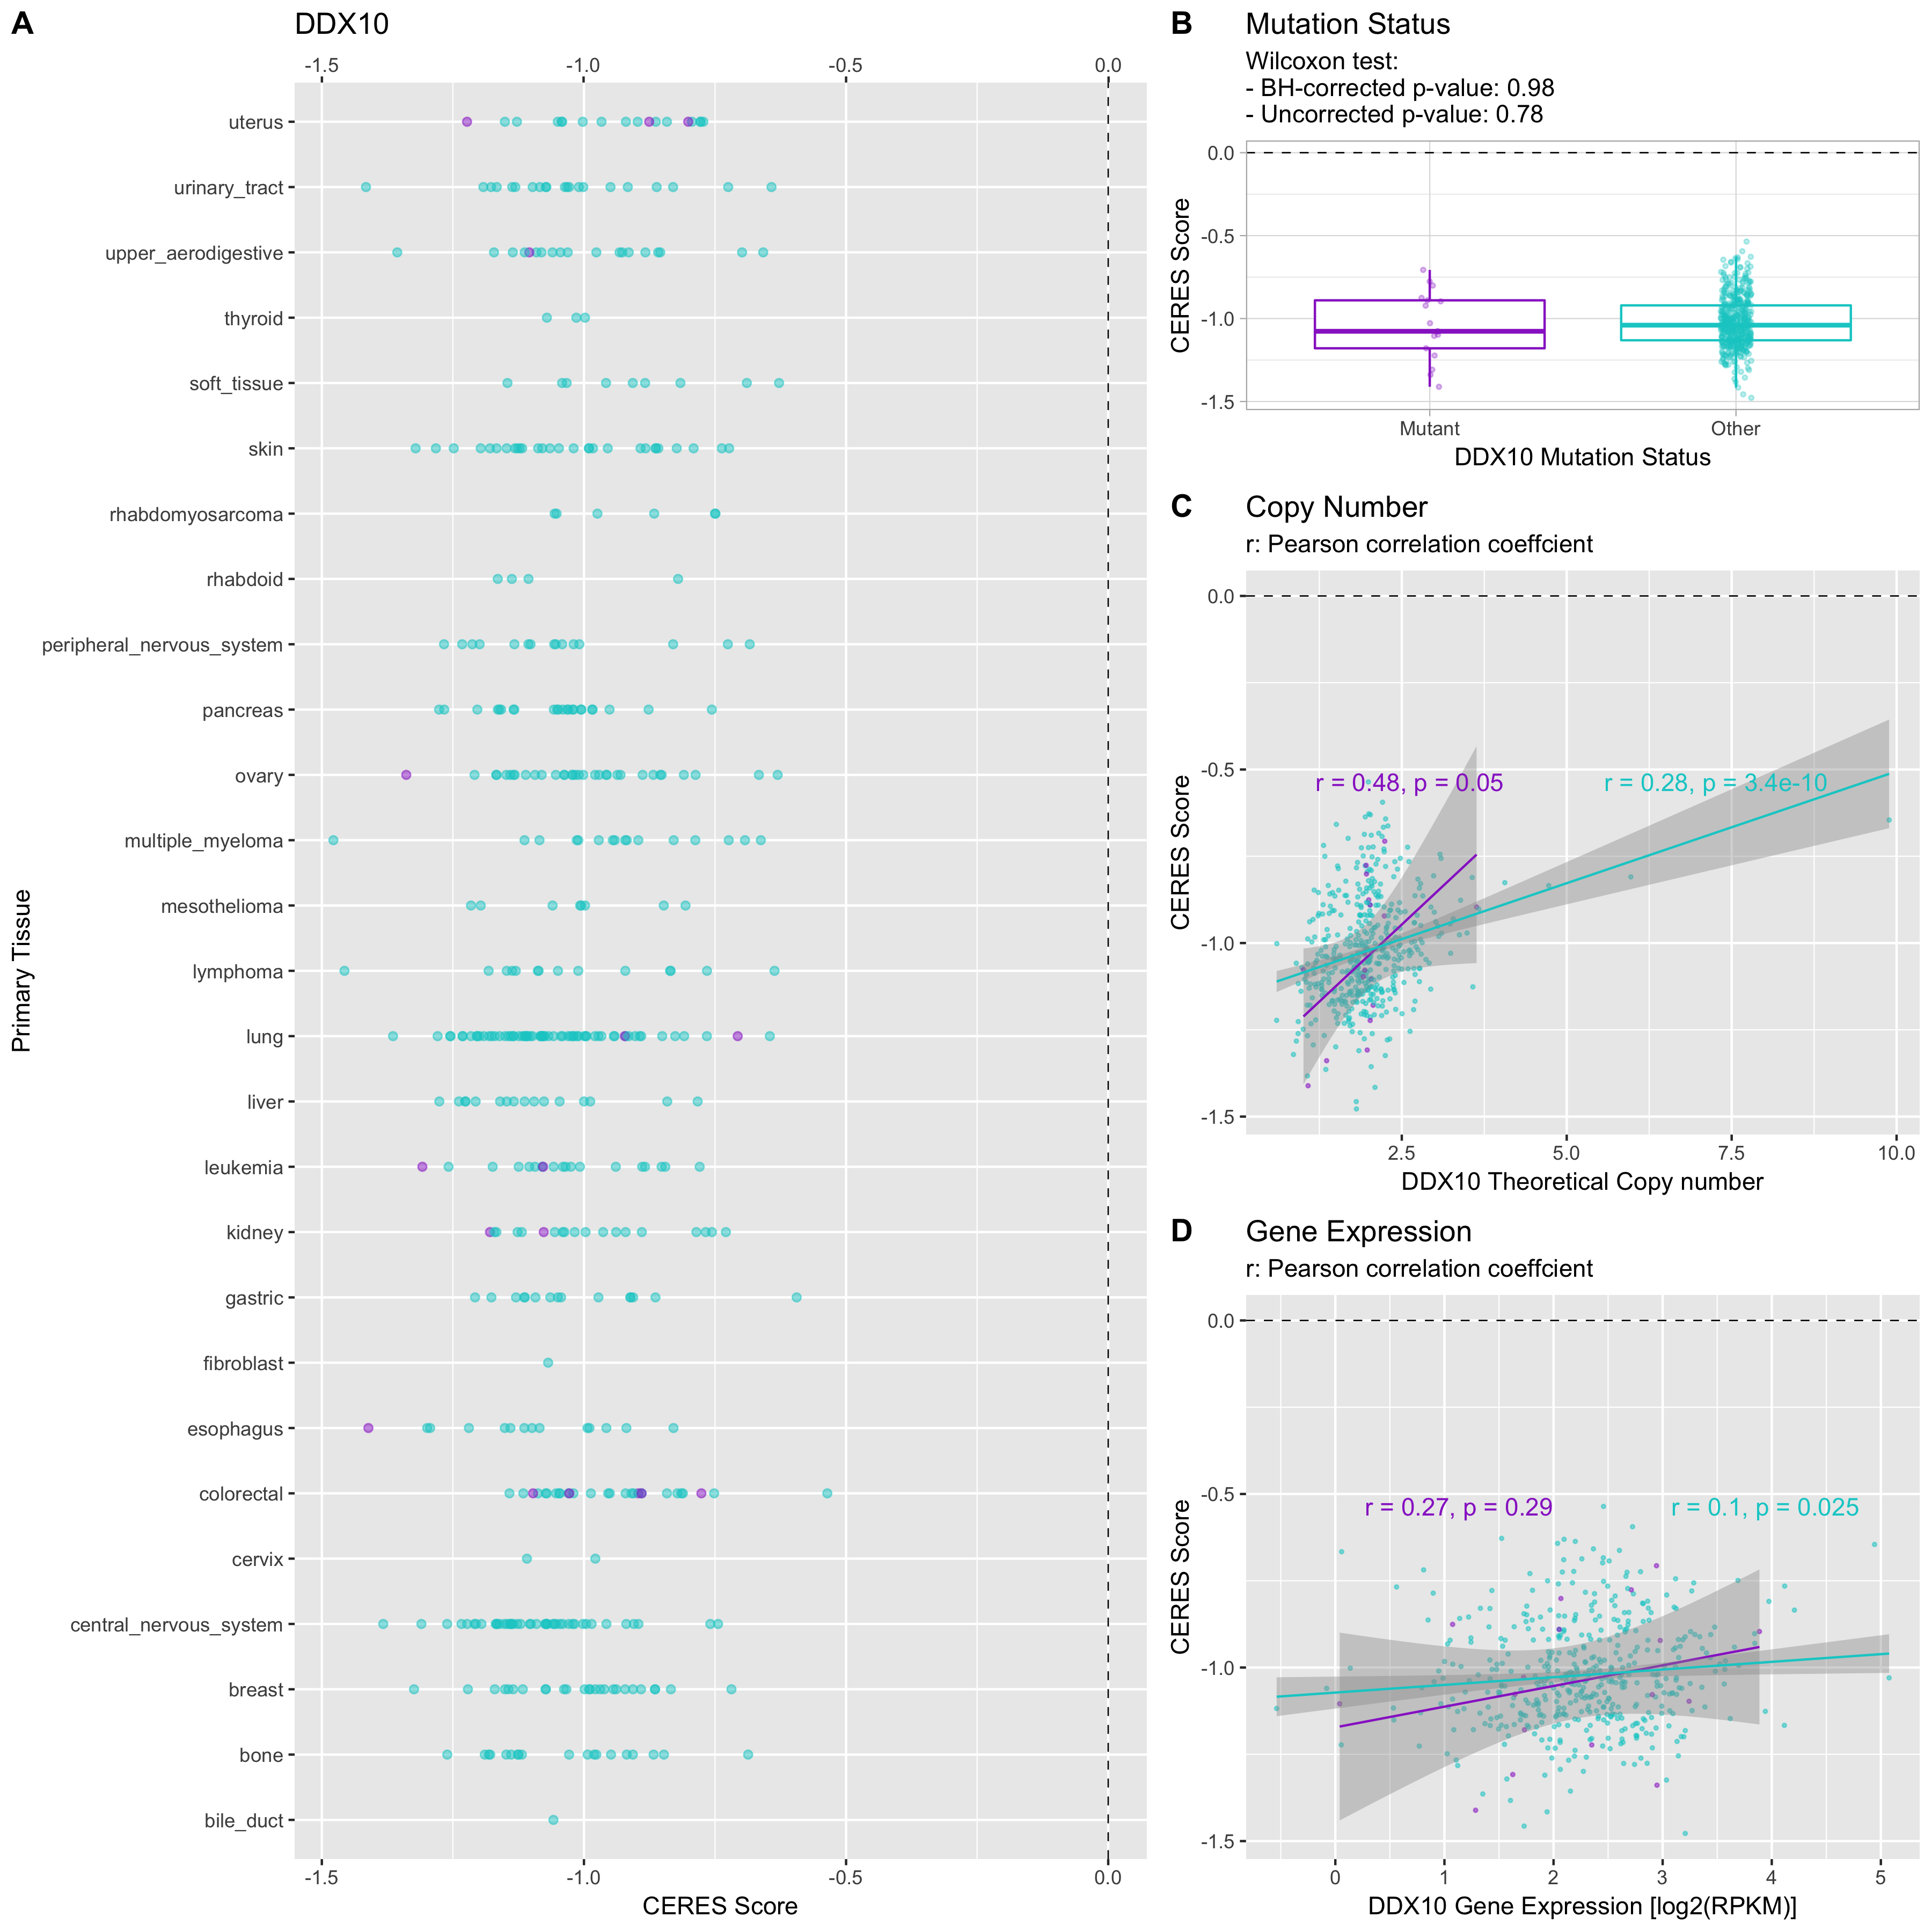 A
DDX10
-1.5 -1.0 -0.5 0.0
Primary Tissue
uterus
urinary_tract
upper_aerodigestive
thyroid
soft_tissue
skin
rhabdomyosarcoma
rhabdoid
peripheral_nervous_system
pancreas
ovary
multiple_myeloma
mesothelioma
lymphoma
lung
liver
leukemia
kidney
gastric
fibroblast
esophagus
colorectal
cervix
central_nervous_system
breast
bone
bile_duct
-1.5 -1.0 -0.5 0.0
CERES Score
B
Mutation Status
Wilcoxon test:
- BH-corrected p-value: 0.98
- Uncorrected p-value: 0.78
CERES Score
0.0
-0.5
-1.0
-1.5
Mutant Other
DDX10 Mutation Status
C
Copy Number
r: Pearson correlation coeffcient
CERES Score
0.0
-0.5
-1.0
-1.5
r = 0.48, p = 0.05
r = 0.28, p = 3.4e-10
2.5 5.0 7.5 10.0
DDX10 Theoretical Copy number
D
Gene Expression
r: Pearson correlation coeffcient
CERES Score
0.0
-0.5
-1.0
-1.5
r = 0.27, p = 0.29
r = 0.1, p = 0.025
0 1 2 3 4 5
DDX10 Gene Expression [log2(RPKM)]